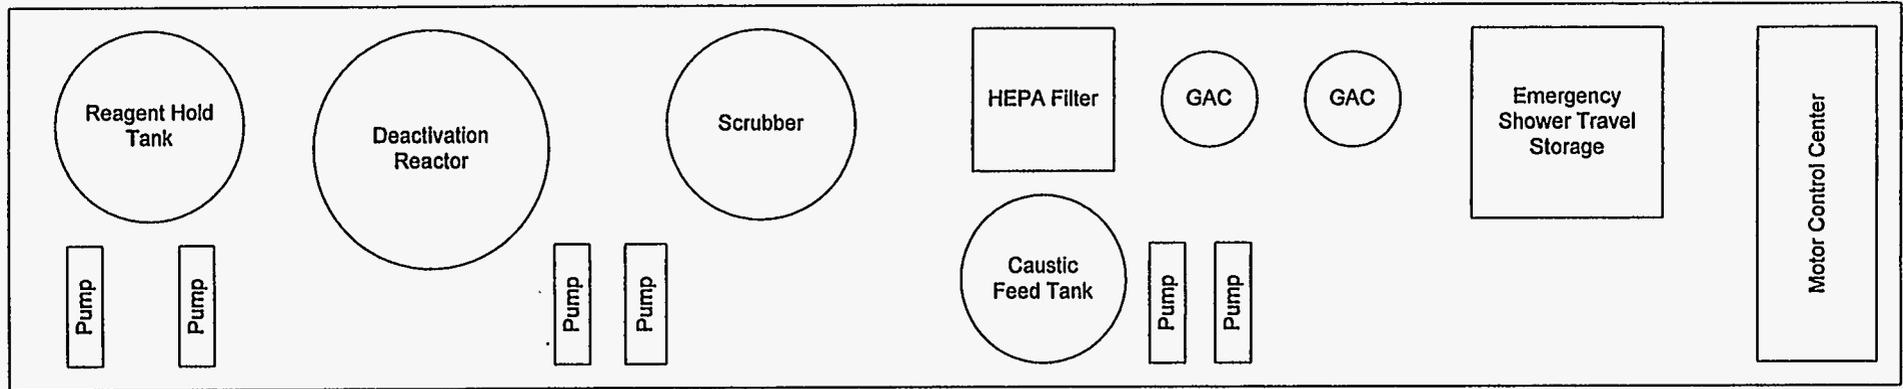 Reagent Hold
Tank
Deactivation
Reactor
Scrubber
HEPA Filter
GAC
GAC
Emergency
Shower Travel
Storage
Motor Control Center
Pump
Pump
Pump
Pump
Caustic
Feed Tank
Pump
Pump